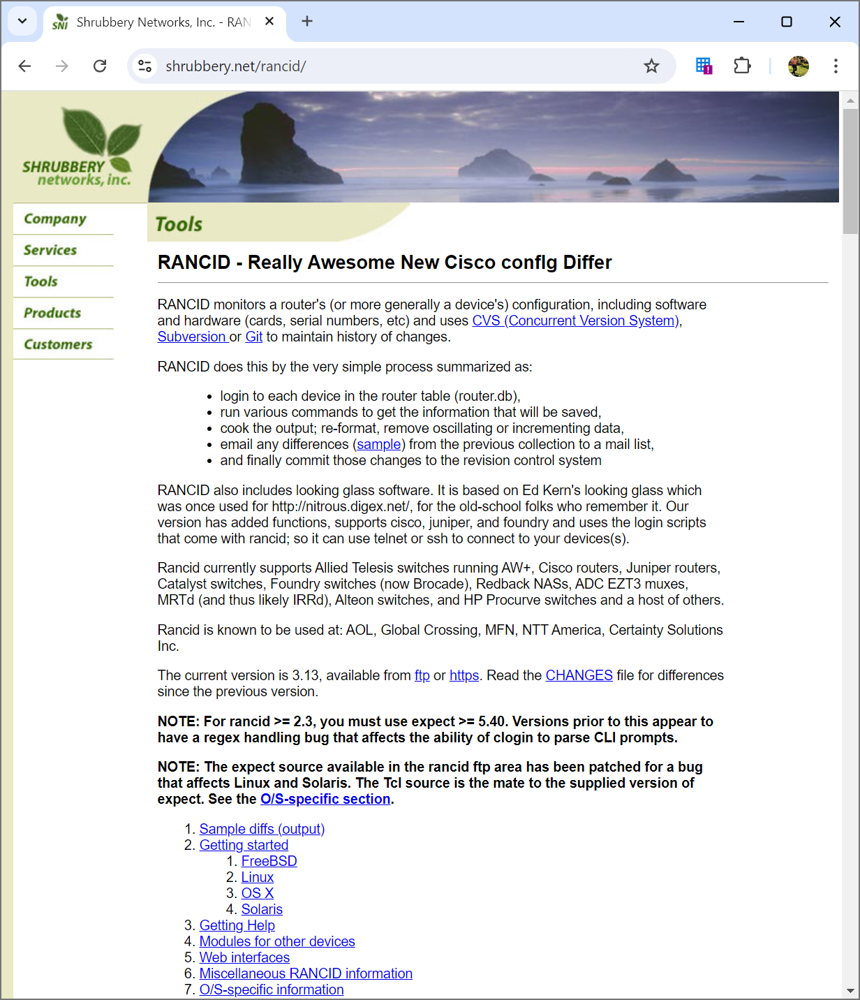 Shrubbery Networks, Inc. - RAN
shrubbery.net/rancid/
SHRUBBERY
networks, inc.
Company
Services
Tools
Products
Customers
Tools
RANCID - Really Awesome New Cisco confIg Differ
RANCID monitors a router's (or more generally a device's) configuration, including software
and hardware (cards, serial numbers, etc) and uses CVS (Concurrent Version System),
Subversion or Git to maintain history of changes.
RANCID does this by the very simple process summarized as:
• login to each device in the router table (router.db),
• run various commands to get the information that will be saved,
• cook the output; re-format, remove oscillating or incrementing data,
• email any differences (sample) from the previous collection to a mail list,
• and finally commit those changes to the revision control system
RANCID also includes looking glass software. It is based on Ed Kern's looking glass which
was once used for http://nitrous.digex.net/, for the old-school folks who remember it. Our
version has added functions, supports cisco, juniper, and foundry and uses the login scripts
that come with rancid; so it can use telnet or ssh to connect to your devices(s).
Rancid currently supports Allied Telesis switches running AW+, Cisco routers, Juniper routers,
Catalyst switches, Foundry switches (now Brocade), Redback NASs, ADC EZT3 muxes,
MRTd (and thus likely IRRd), Alteon switches, and HP Procurve switches and a host of others.
Rancid is known to be used at: AOL, Global Crossing, MFN, NTT America, Certainty Solutions
Inc.
The current version is 3.13, available from ftp or https. Read the CHANGES file for differences
since the previous version.
NOTE: For rancid >= 2.3, you must use expect >= 5.40. Versions prior to this appear to
have a regex handling bug that affects the ability of clogin to parse CLI prompts.
NOTE: The expect source available in the rancid ftp area has been patched for a bug
that affects Linux and Solaris. The Tcl source is the mate to the supplied version of
expect. See the O/S-specific section.
1. Sample diffs (output)
2. Getting started
1. FreeBSD
2. Linux
3. OS X
4. Solaris
3. Getting Help
4. Modules for other devices
5. Web interfaces
6. Miscellaneous RANCID information
7. O/S-specific information